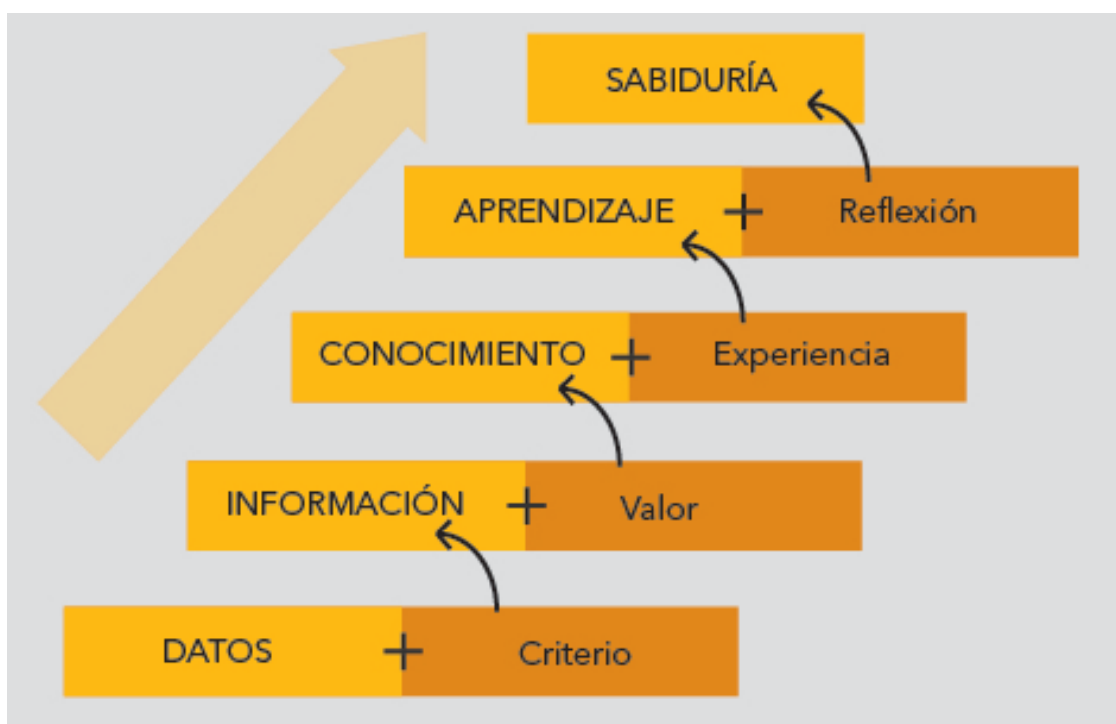 SABIDURÍA
APRENDIZAJE + Reflexión
CONOCIMIENTO + Experiencia
INFORMACIÓN + Valor
DATOS + Criterio